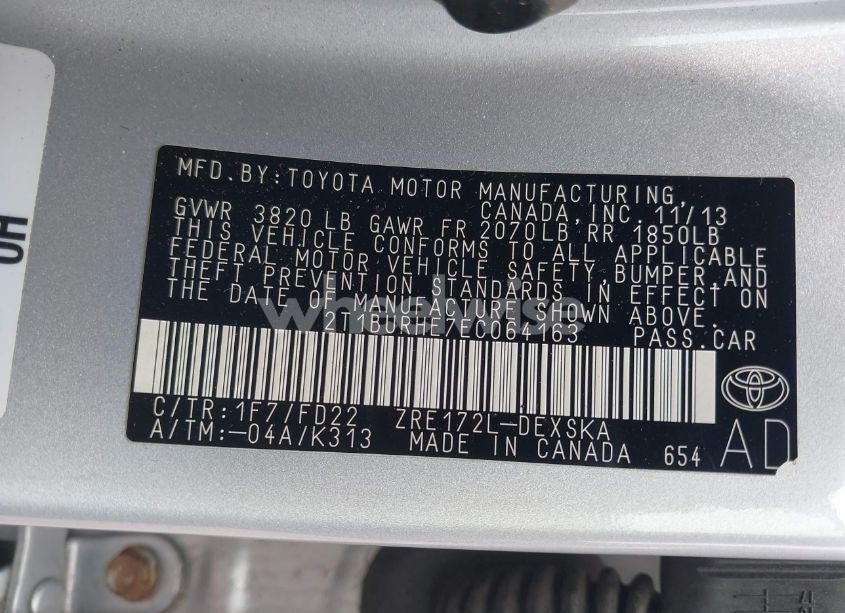 MFD.BY:TOYOTA MOTOR MANUFACTURING,
CANADA,INC. 11/13
GVWR 3820 LB GAWR FR 2070LB RR 1850LB
THIS VEHICLE CONFORMS TO ALL APPLICABLE
FEDERAL MOTOR VEHICLE SAFETY,BUMPER,AND
THEFT PREVENTION STANDARDS IN EFFECT ON
THE DATE OF MANUFACTURE SHOWN ABOVE.
PASS.CAR
wheelwise
C/TR:1F7/FD22 ZRE172L-DEXSKA
A/TM:-04A/K313 MADE IN CANADA 654
AD